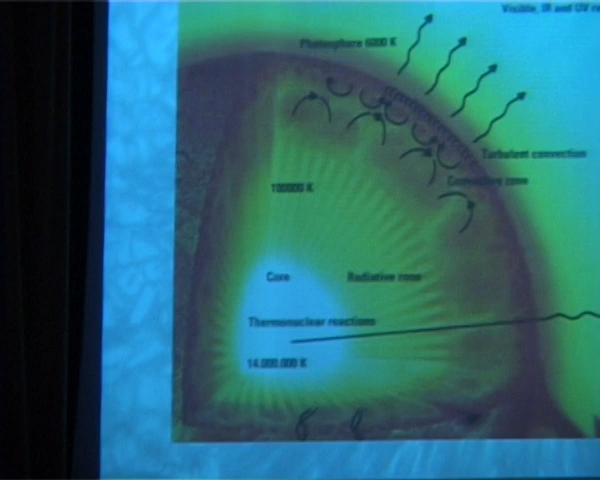 Visible, IR and UV
Photosphere 6000 K
Turbulent convection
Convective zone
100000 K
Core
Radiative zone
Thermonuclear reactions
14.000.000 K